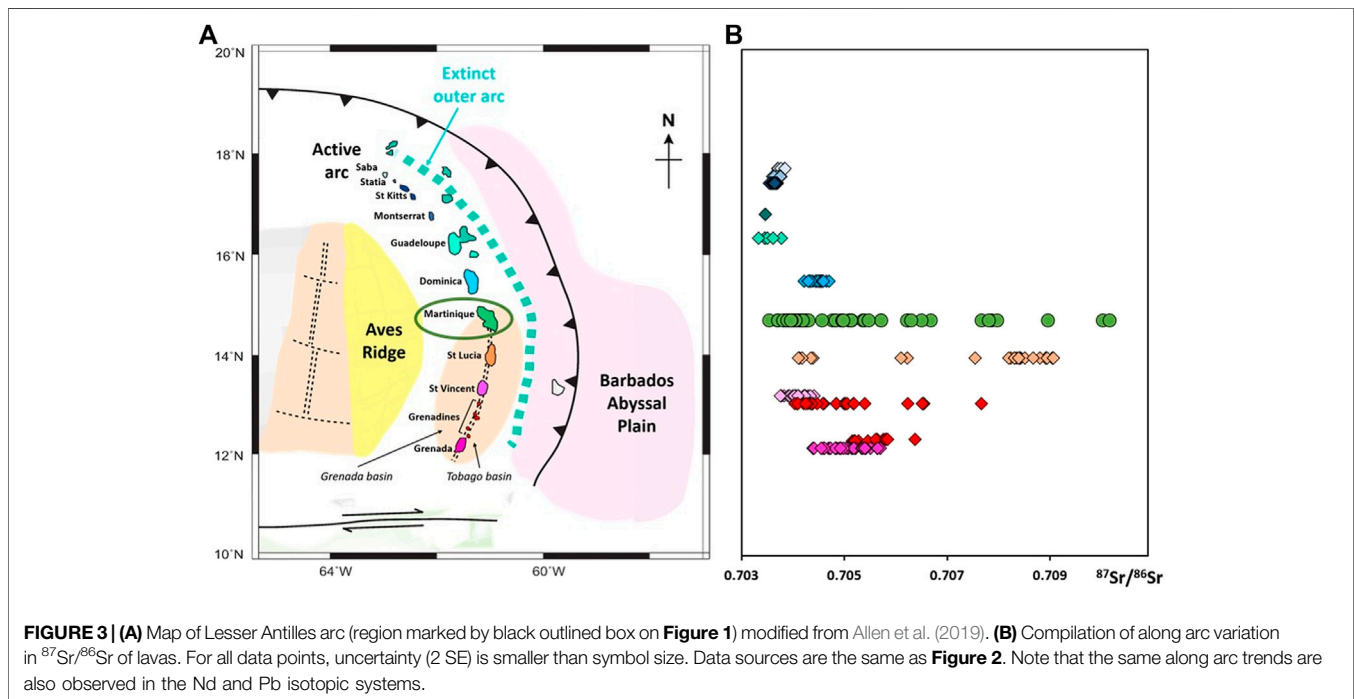 A
B
20°N
18°N
16°N
14°N
12°N
10°N
64°W
60°W
Extinct
outer arc
N
Active
arc
Saba
Statia
St Kitts
Montserrat
Guadeloupe
Dominica
Martinique
Aves
Ridge
St Lucia
St Vincent
Grenadines
Grenada
Barbados
Abyssal
Plain
Grenada basin
Tobago basin
0.703
0.705
0.707
0.709
⁸⁷Sr/⁸⁶Sr
FIGURE 3 | (A) Map of Lesser Antilles arc (region marked by black outlined box on Figure 1) modified from Allen et al. (2019). (B) Compilation of along arc variation
in ⁸⁷Sr/⁸⁶Sr of lavas. For all data points, uncertainty (2 SE) is smaller than symbol size. Data sources are the same as Figure 2. Note that the same along arc trends are
also observed in the Nd and Pb isotopic systems.